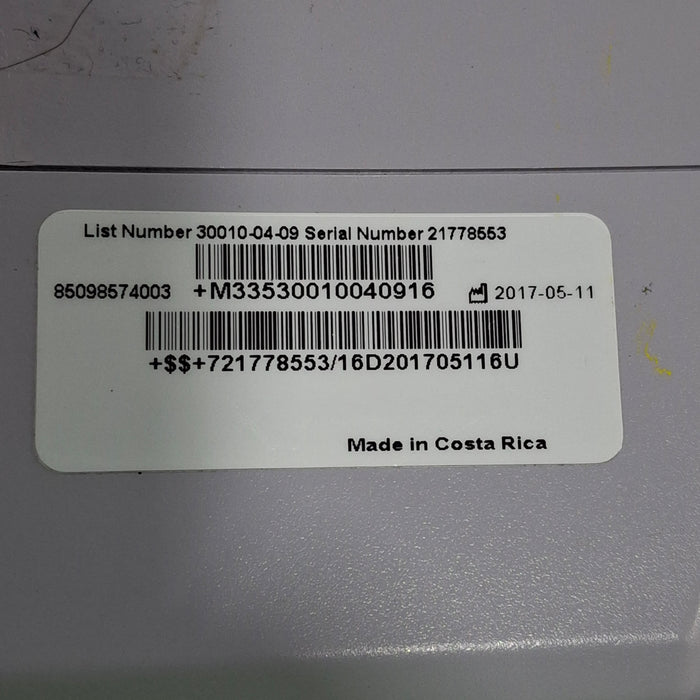 List Number 30010-04-09 Serial Number 21778553
85098574003 +M33530010040916 2017-05-11
+$$+721778553/16D201705116U
Made in Costa Rica